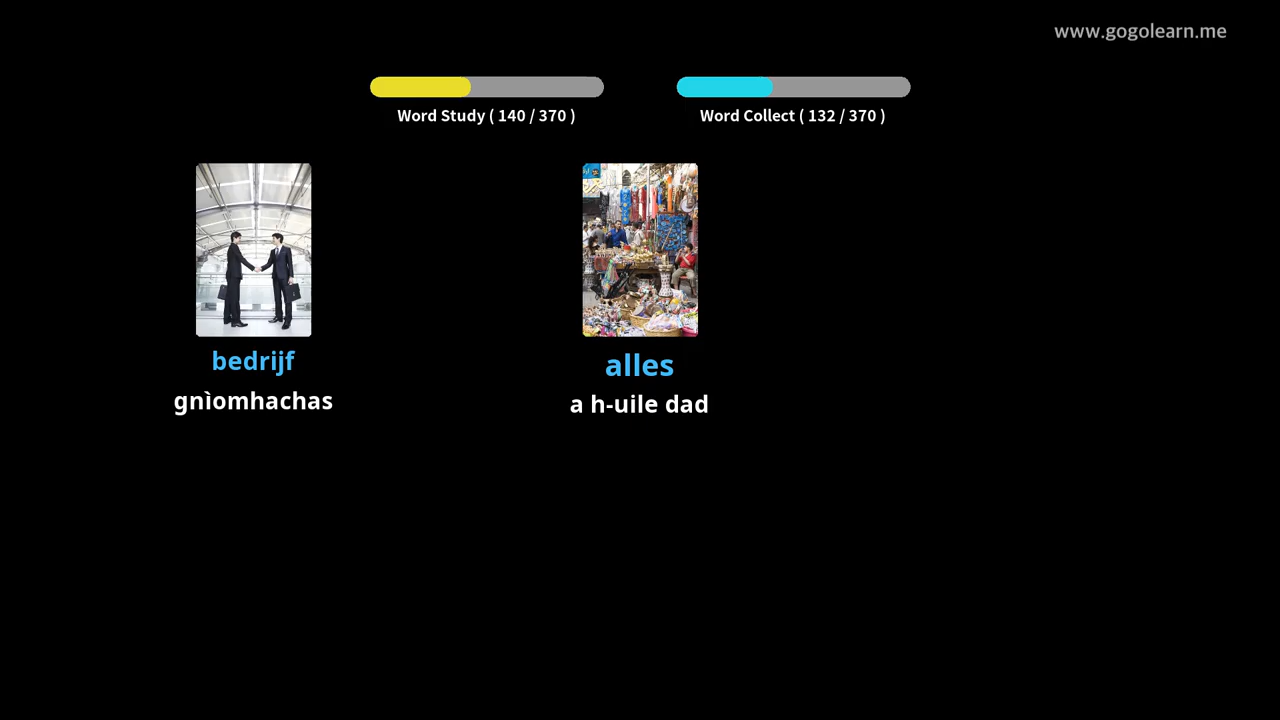 www.gogolearn.me
Word Study ( 140 / 370 )
Word Collect ( 132 / 370 )
bedrijf
gnìomhachas
alles
a h-uile dad